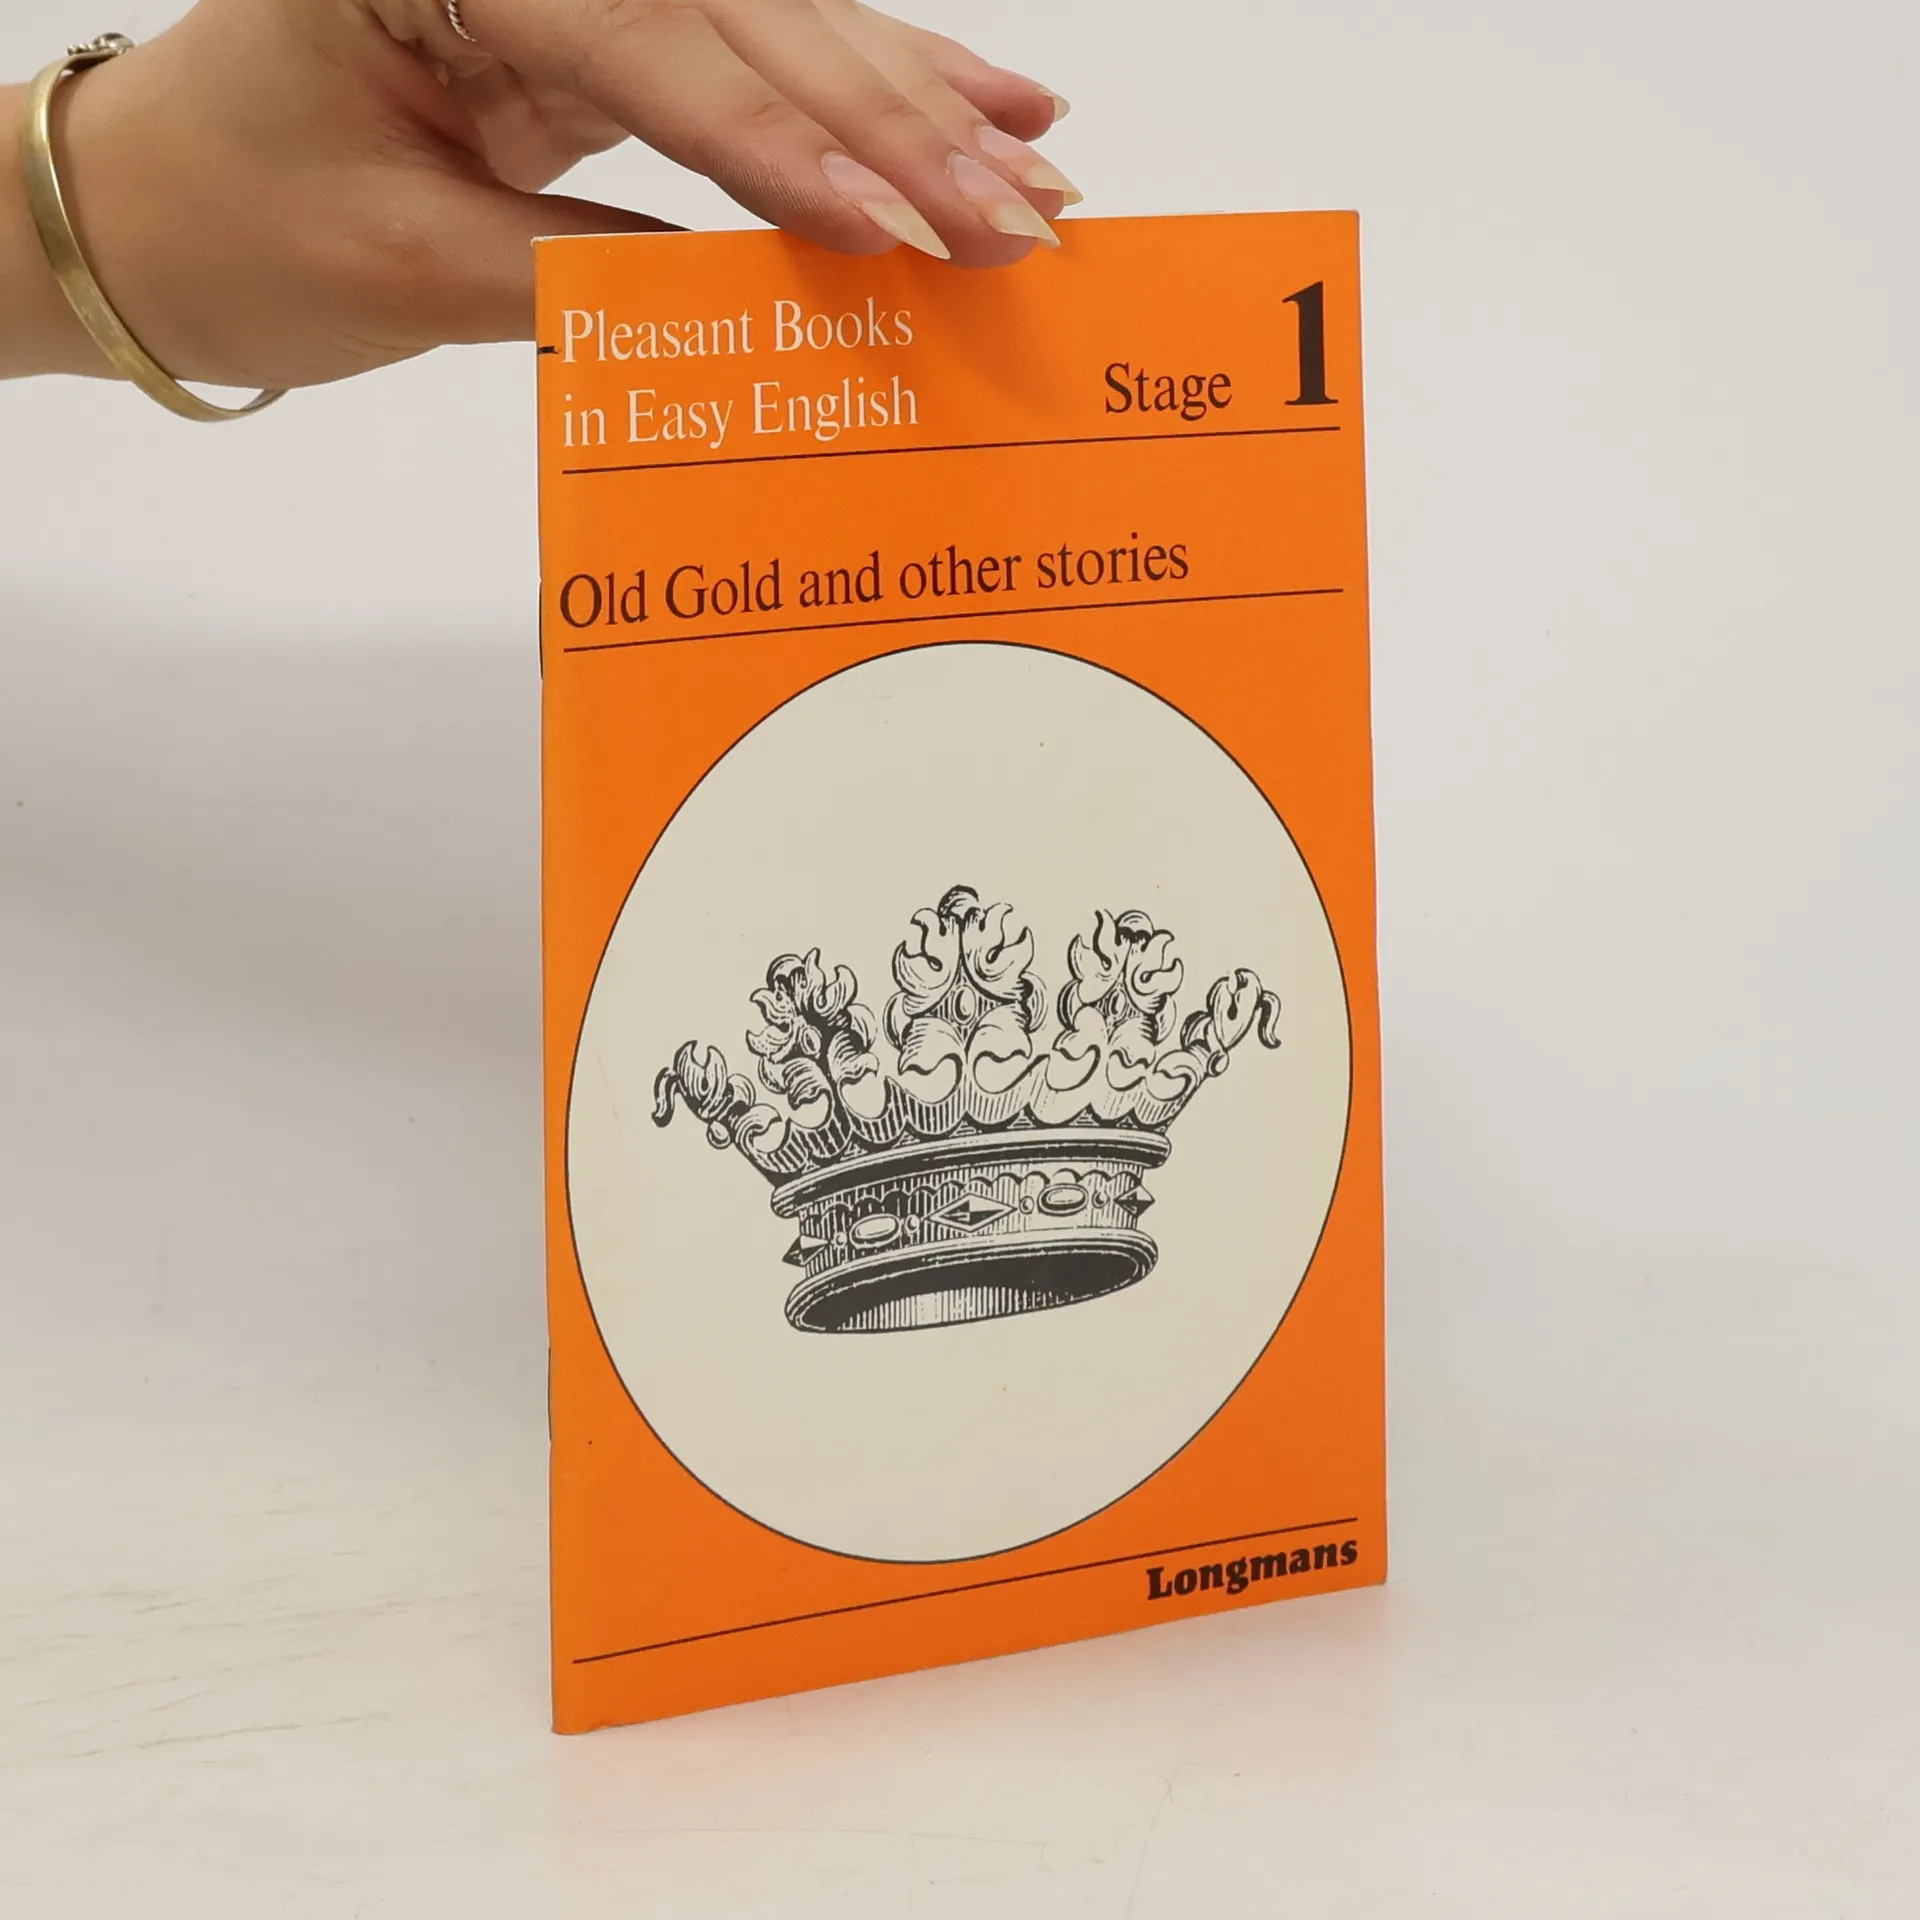 Pleasant Books
in Easy English
Stage 1
Old Gold and other stories
Longmans